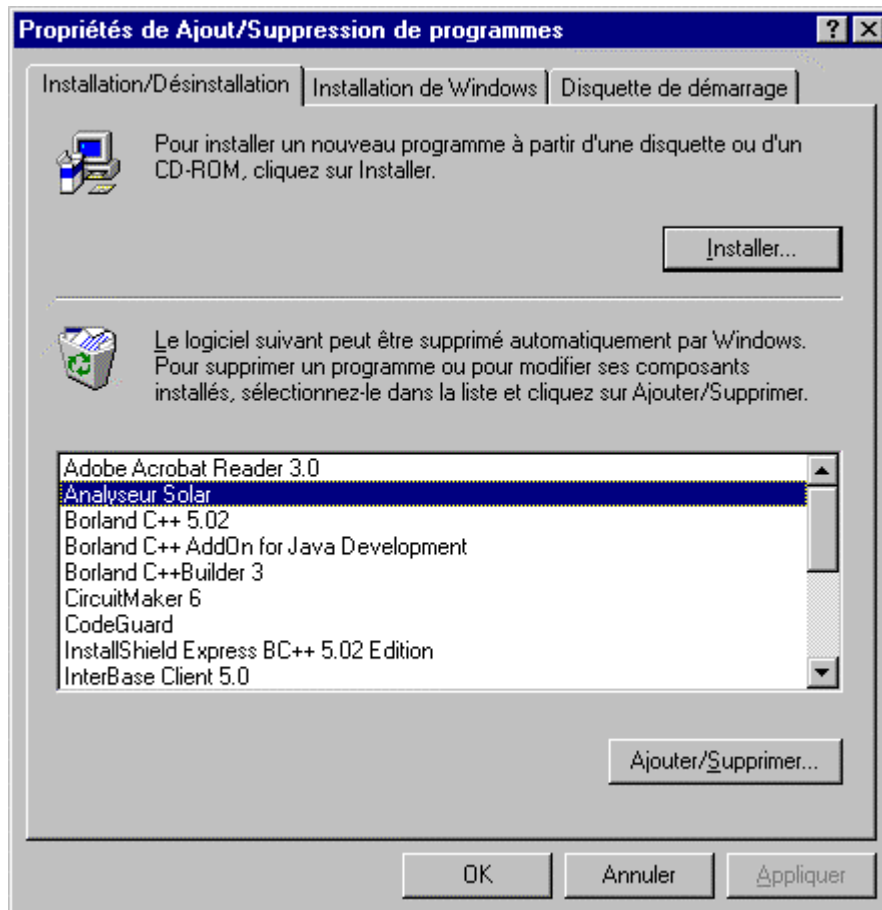 Propriétés de Ajout/Suppression de programmes
Installation/Désinstallation
Installation de Windows
Disquette de démarrage
Pour installer un nouveau programme à partir d'une disquette ou d'un
CD-ROM, cliquez sur Installer.
Installer...
Le logiciel suivant peut être supprimé automatiquement par Windows.
Pour supprimer un programme ou pour modifier ses composants
installés, sélectionnez-le dans la liste et cliquez sur Ajouter/Supprimer.
Adobe Acrobat Reader 3.0
Analyseur Solar
Borland C++ 5.02
Borland C++ AddOn for Java Development
Borland C++Builder 3
CircuitMaker 6
CodeGuard
InstallShield Express BC++ 5.02 Edition
InterBase Client 5.0
Ajouter/Supprimer...
OK
Annuler
Appliquer